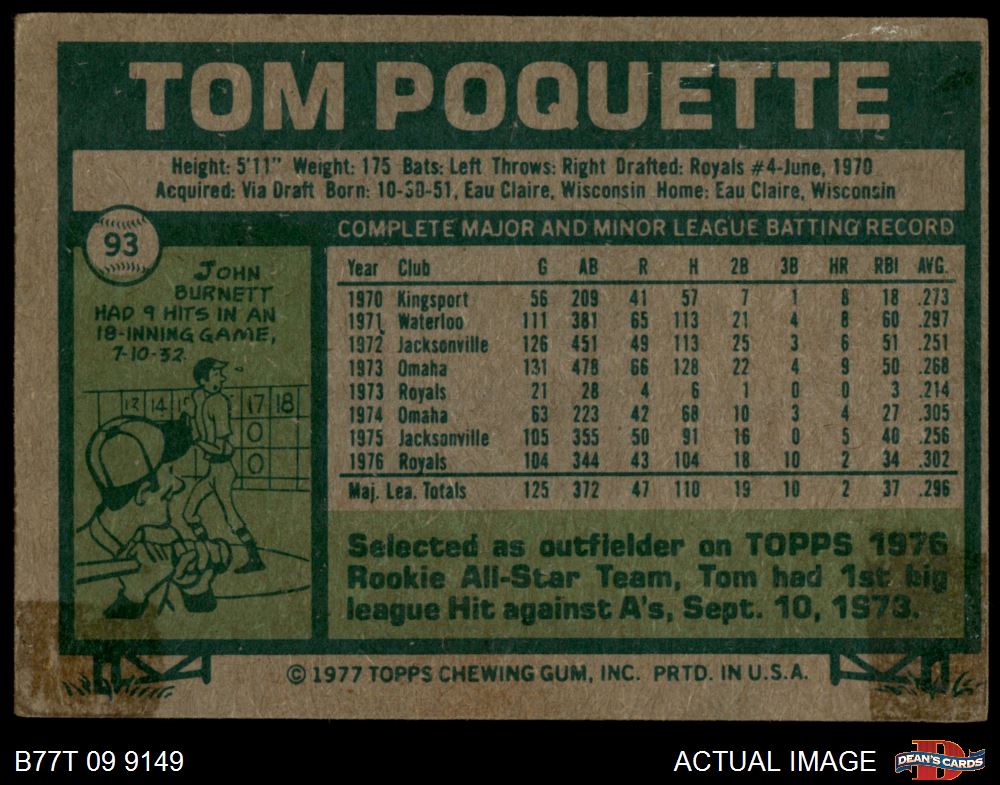 TOM POQUETTE
Height: 5'11" Weight: 175 Bats: Left Throws: Right Drafted: Royals #4-June, 1970
Acquired: Via Draft Born: 10-30-51, Eau Claire, Wisconsin Home: Eau Claire, Wisconsin
93
COMPLETE MAJOR AND MINOR LEAGUE BATTING RECORD
JOHN
BURNETT
HAD 9 HITS IN AN
18-INNING GAME,
7-10-32.
13 14 15 17 18
0
0
Year Club G AB R H 2B 3B HR RBI AVG.
1970 Kingsport 56 209 41 57 7 1 8 18 .273
1971 Waterloo 111 381 65 113 21 4 8 60 .297
1972 Jacksonville 126 451 49 113 25 3 6 51 .251
1973 Omaha 131 478 66 128 22 4 9 50 .268
1973 Royals 21 28 4 6 1 0 0 3 .214
1974 Omaha 63 223 42 68 10 3 4 27 .305
1975 Jacksonville 105 355 50 91 16 0 5 40 .256
1976 Royals 104 344 43 104 18 10 2 34 .302
Maj. Lea. Totals 125 372 47 110 19 10 2 37 .296
Selected as outfielder on TOPPS 1976
Rookie All-Star Team, Tom had 1st big
league Hit against A's, Sept. 10, 1973.
© 1977 TOPPS CHEWING GUM, INC. PRTD. IN U.S.A.
B77T 09 9149
ACTUAL IMAGE
D
DEAN'S CARDS